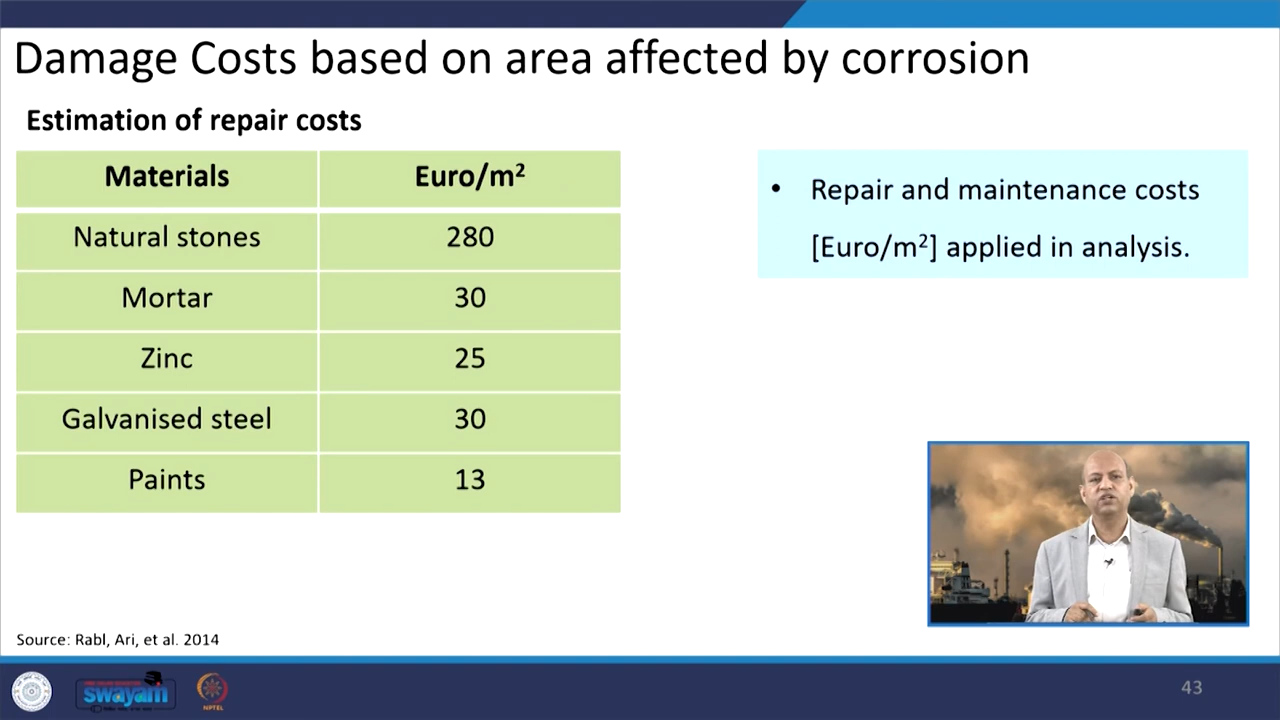 Damage Costs based on area affected by corrosion
Estimation of repair costs
Materials Euro/m²
Natural stones 280
Mortar 30
Zinc 25
Galvanised steel 30
Paints 13
• Repair and maintenance costs
[Euro/m²] applied in analysis.
Source: Rabl, Ari, et al. 2014
swayam
NPTEL
43